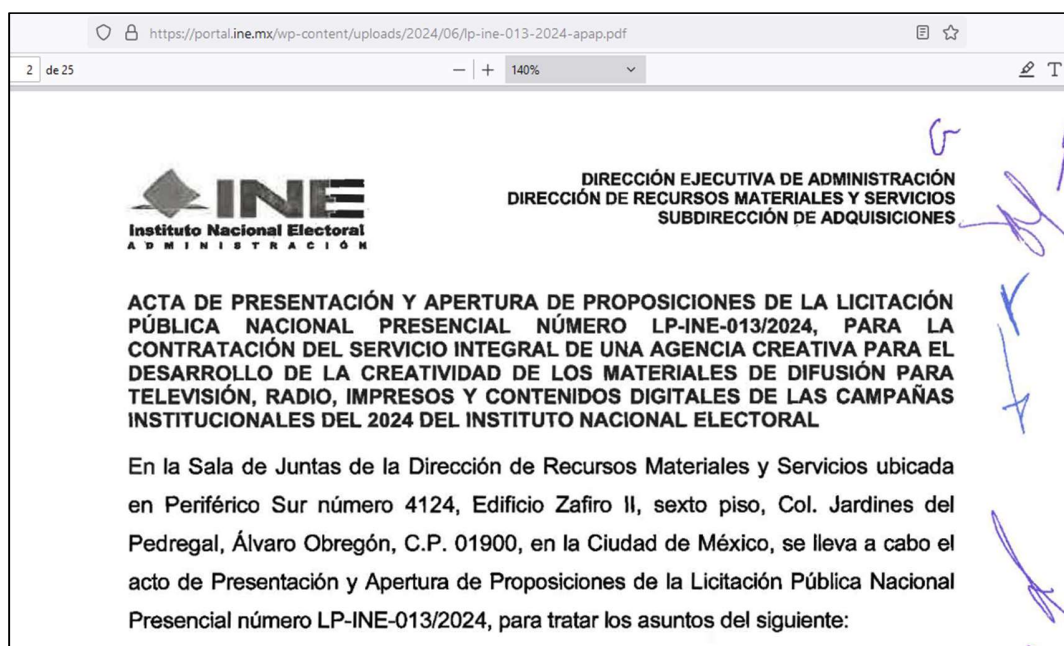 https://portal.ine.mx/wp-content/uploads/2024/06/lp-ine-013-2024-apap.pdf
2 de 25
140%
INE
Instituto Nacional Electoral
ADMINISTRACIÓN
DIRECCIÓN EJECUTIVA DE ADMINISTRACIÓN
DIRECCIÓN DE RECURSOS MATERIALES Y SERVICIOS
SUBDIRECCIÓN DE ADQUISICIONES
ACTA DE PRESENTACIÓN Y APERTURA DE PROPOSICIONES DE LA LICITACIÓN
PÚBLICA NACIONAL PRESENCIAL NÚMERO LP-INE-013/2024, PARA LA
CONTRATACIÓN DEL SERVICIO INTEGRAL DE UNA AGENCIA CREATIVA PARA EL
DESARROLLO DE LA CREATIVIDAD DE LOS MATERIALES DE DIFUSIÓN PARA
TELEVISIÓN, RADIO, IMPRESOS Y CONTENIDOS DIGITALES DE LAS CAMPAÑAS
INSTITUCIONALES DEL 2024 DEL INSTITUTO NACIONAL ELECTORAL
En la Sala de Juntas de la Dirección de Recursos Materiales y Servicios ubicada
en Periférico Sur número 4124, Edificio Zafiro II, sexto piso, Col. Jardines del
Pedregal, Álvaro Obregón, C.P. 01900, en la Ciudad de México, se lleva a cabo el
acto de Presentación y Apertura de Proposiciones de la Licitación Pública Nacional
Presencial número LP-INE-013/2024, para tratar los asuntos del siguiente: